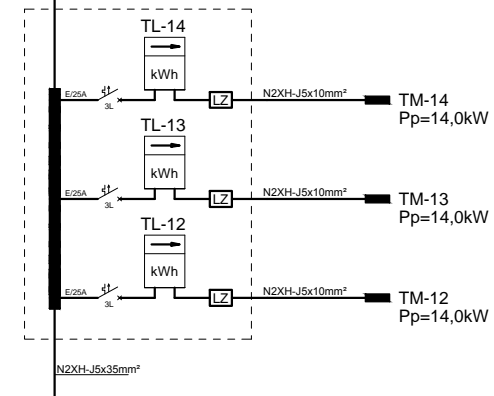 TL-14
kWh
E/25A
3L
LZ
N2XH-J5x10mm²
TM-14
Pp=14,0kW
TL-13
kWh
E/25A
3L
LZ
N2XH-J5x10mm²
TM-13
Pp=14,0kW
TL-12
kWh
E/25A
3L
LZ
N2XH-J5x10mm²
TM-12
Pp=14,0kW
N2XH-J5x35mm²